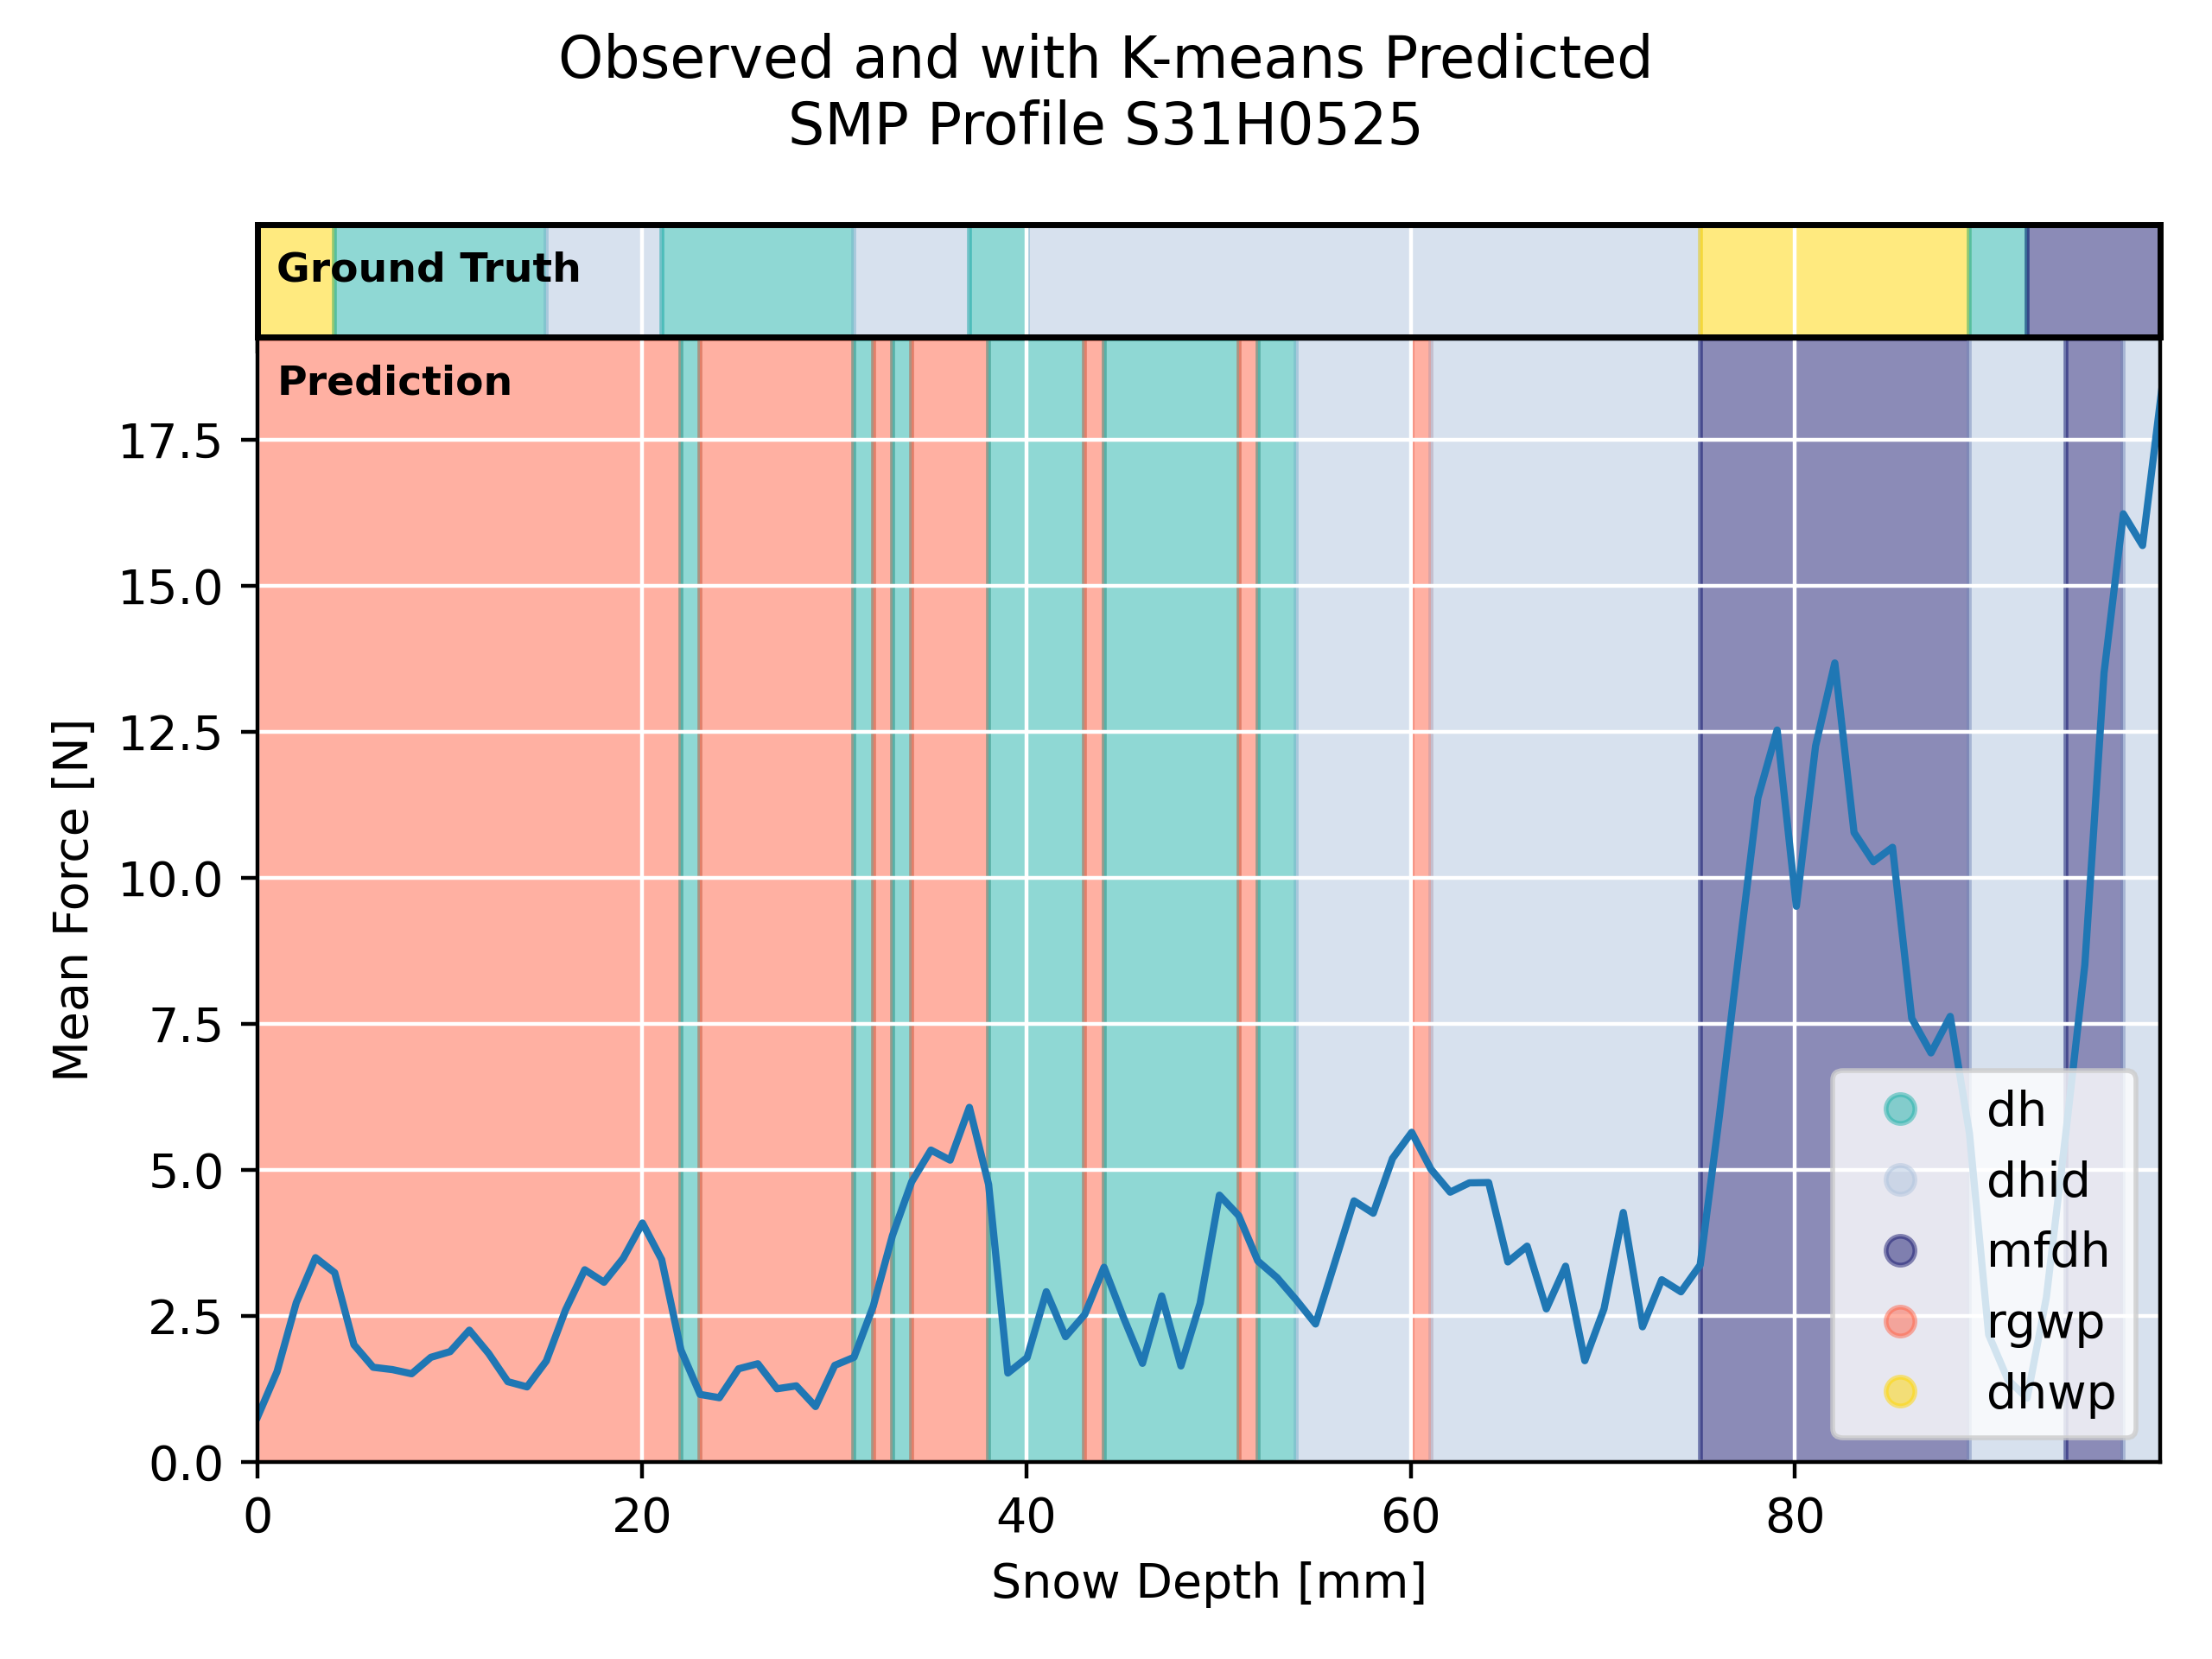 Observed and with K-means Predicted
SMP Profile S31H0525
Ground Truth
Prediction
17.5
15.0
12.5
10.0
7.5
5.0
2.5
0.0
Mean Force [N]
dh
dhid
mfdh
rgwp
dhwp
0 20 40 60 80
Snow Depth [mm]